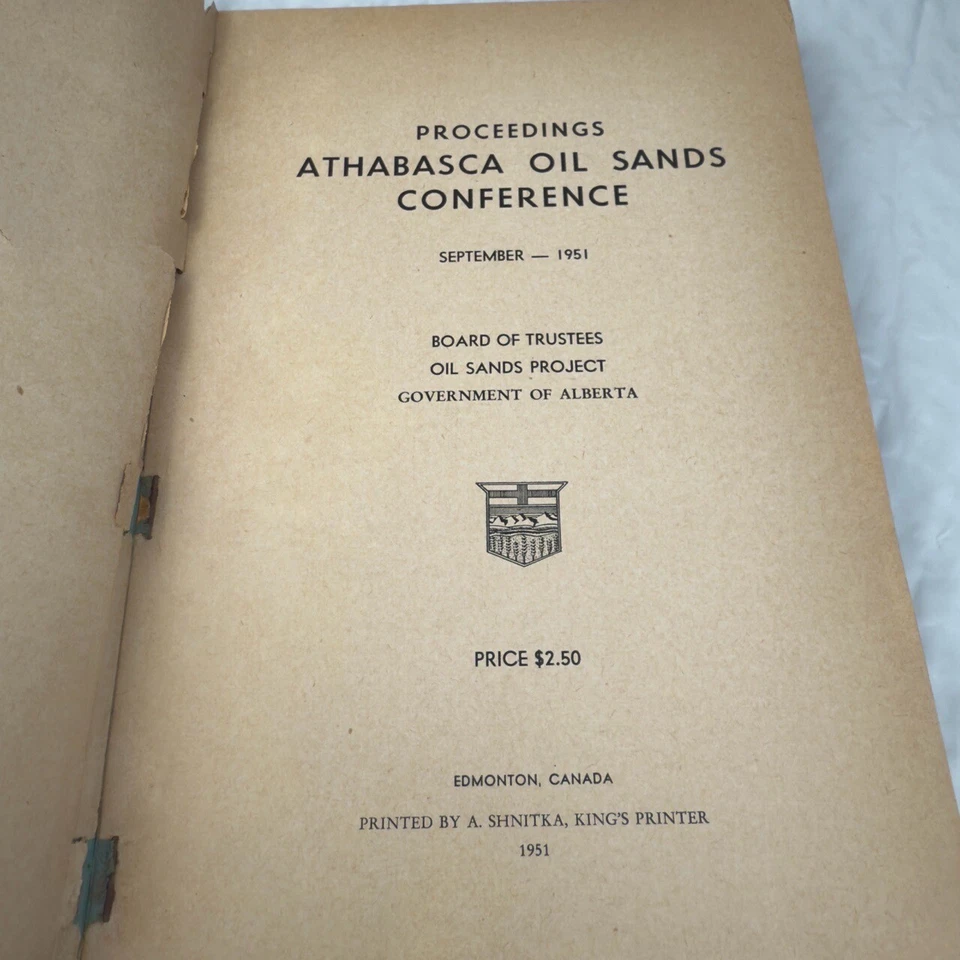 PROCEEDINGS
ATHABASCA OIL SANDS
CONFERENCE
SEPTEMBER — 1951
BOARD OF TRUSTEES
OIL SANDS PROJECT
GOVERNMENT OF ALBERTA
PRICE $2.50
EDMONTON, CANADA
PRINTED BY A. SHNITKA, KING'S PRINTER
1951